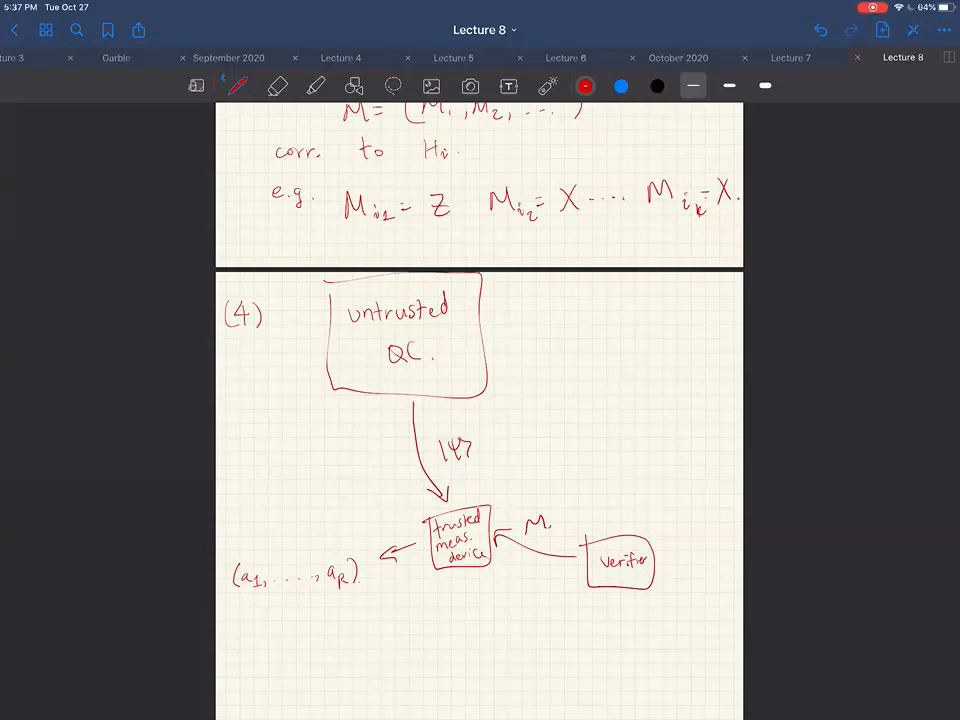 5:37 PM Tue Oct 27
64%
Lecture 8
ture 3
Garble
September 2020
Lecture 4
Lecture 5
Lecture 6
October 2020
Lecture 7
Lecture 8
M = (M₁, M₂, ....)
corr. to Hᵢ.
e.g. Mᵢ₁ = Z Mᵢ₂ = X .... Mᵢₖ = X.
(4)
untrusted
QC.
|Ψ⟩
trusted
meas.
device
M.
verifier
(a₁, ....., aₖ).